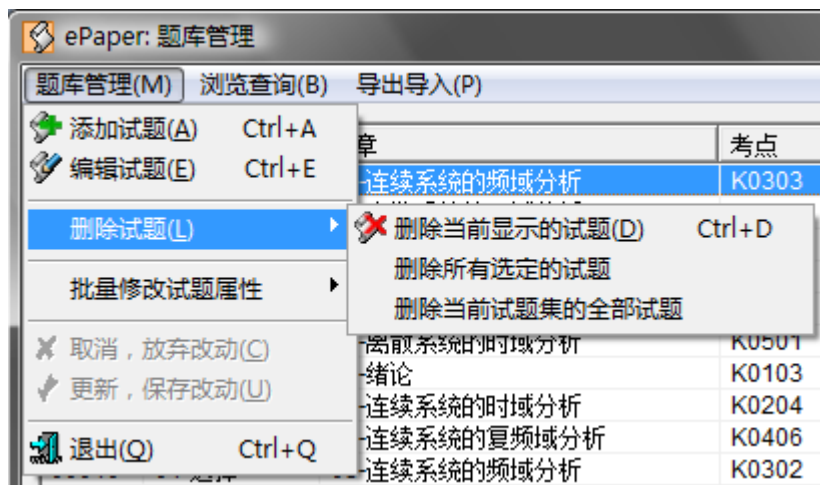 ePaper: 题库管理
题库管理(M) 浏览查询(B) 导出导入(P)
添加试题(A) Ctrl+A
编辑试题(E) Ctrl+E
删除试题(L)
批量修改试题属性
取消，放弃改动(C)
更新，保存改动(U)
退出(Q) Ctrl+Q
删除当前显示的试题(D) Ctrl+D
删除所有选定的试题
删除当前试题集的全部试题
章 考点
-连续系统的频域分析 K0303
-离散系统的时域分析 K0501
-绪论 K0103
-连续系统的时域分析 K0204
-连续系统的复频域分析 K0406
-连续系统的频域分析 K0302